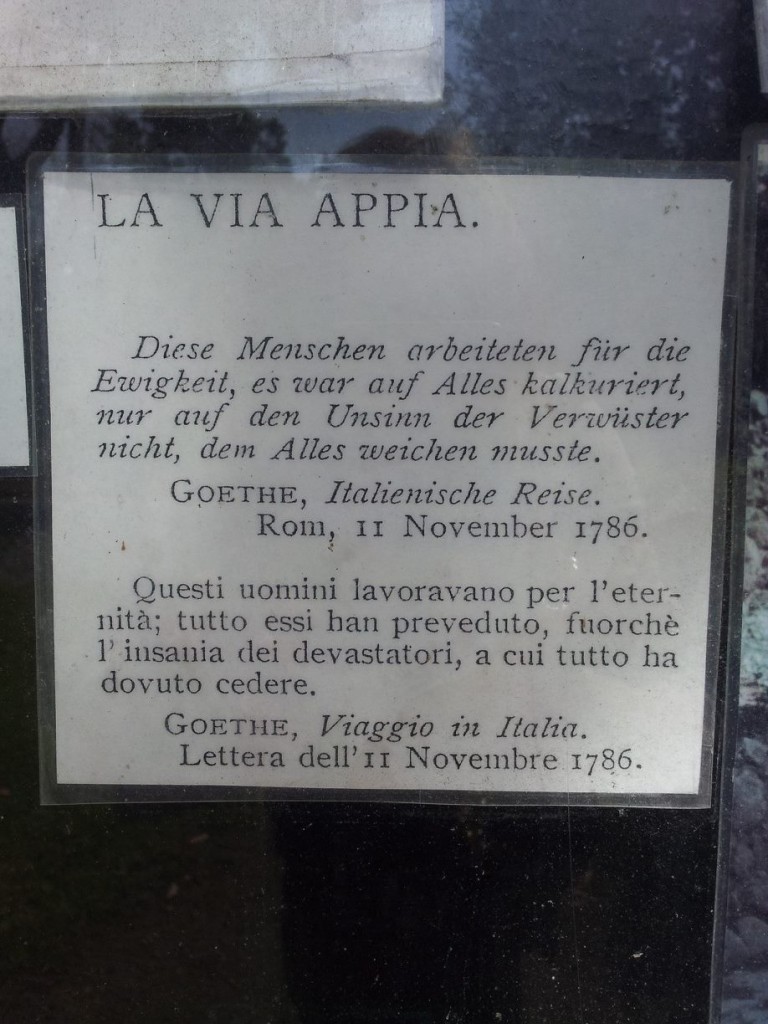 LA VIA APPIA.
Diese Menschen arbeiteten für die
Ewigkeit, es war auf Alles kalkuriert,
nur auf den Unsinn der Verwüster
nicht, dem Alles weichen musste.
GOETHE, Italienische Reise.
Rom, 11 November 1786.
Questi uomini lavoravano per l'eter-
nità; tutto essi han preveduto, fuorchè
l'insania dei devastatori, a cui tutto ha
dovuto cedere.
GOETHE, Viaggio in Italia.
Lettera dell'11 Novembre 1786.